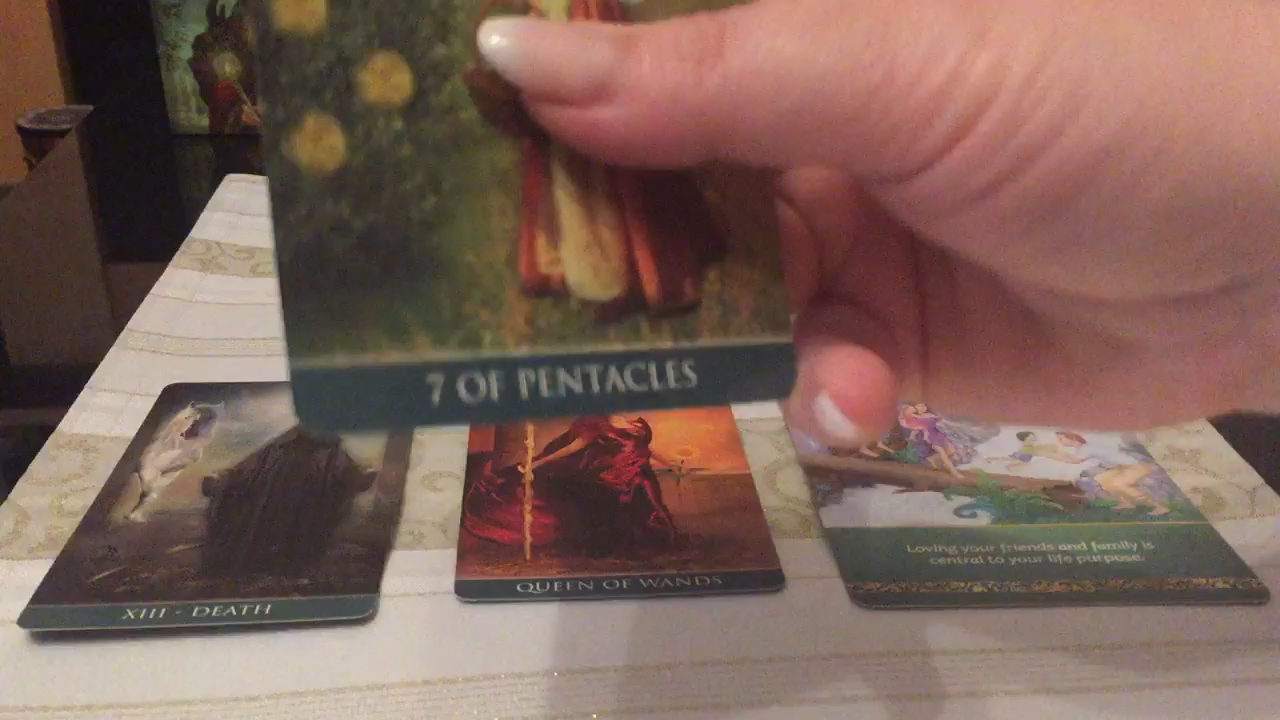 7 OF PENTACLES
XIII - DEATH
QUEEN OF WANDS
Loving your friends and family is
central to your life purpose.